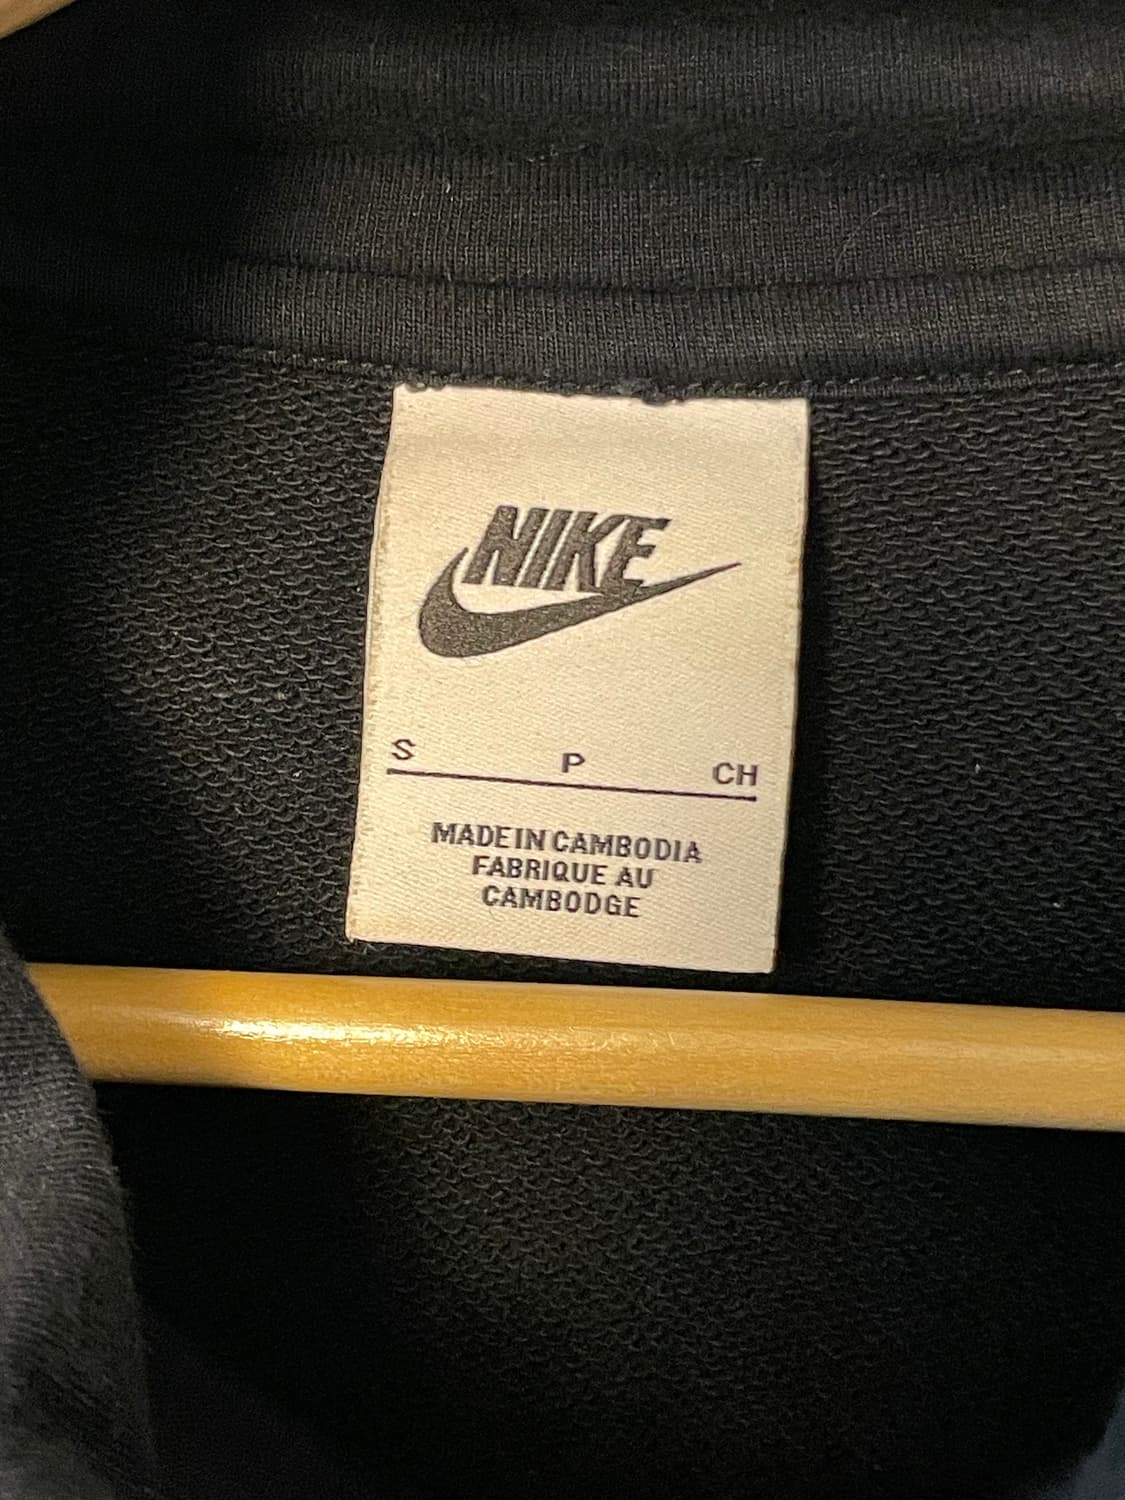 NIKE
S P CH
MADE IN CAMBODIA
FABRIQUE AU
CAMBODGE